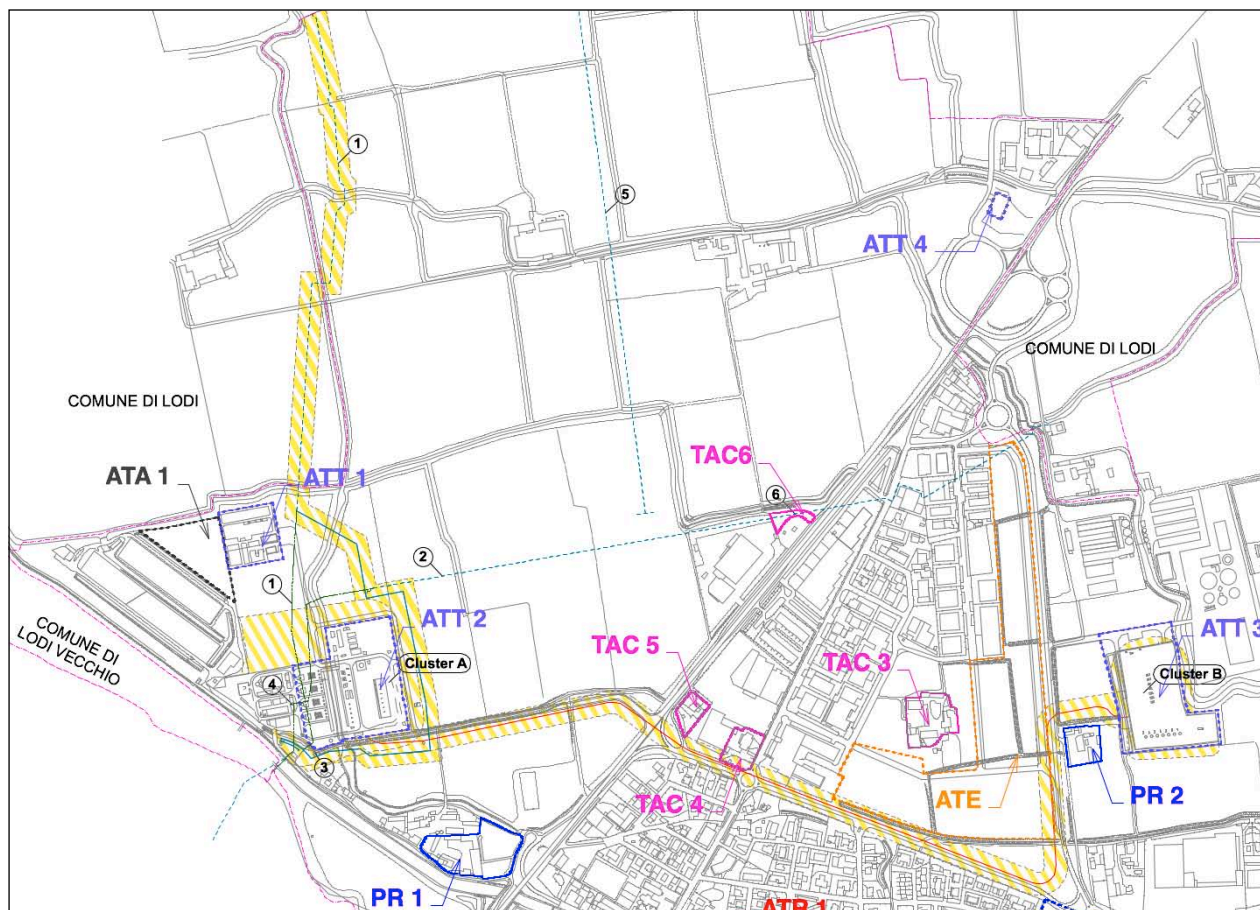 1
5
ATT 4
COMUNE DI LODI
COMUNE DI LODI
TAC6
ATA 1
ATT 1
6
2
1
ATT 2
COMUNE DI
LODI VECCHIO
TAC 5
TAC 3
ATT 3
Cluster A
Cluster B
4
3
TAC 4
ATE
PR 2
PR 1
ATR 1